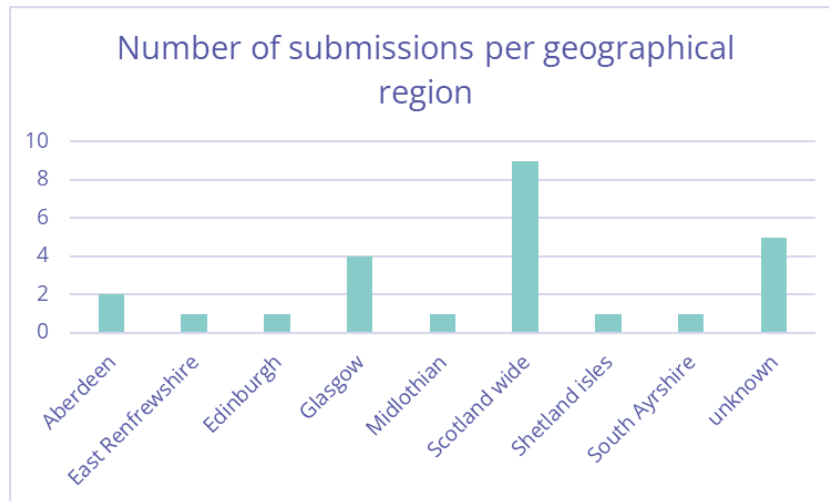 Number of submissions per geographical
region
10
8
6
4
2
0
Aberdeen
East Renfrewshire
Edinburgh
Glasgow
Midlothian
Scotland wide
Shetland isles
South Ayrshire
unknown